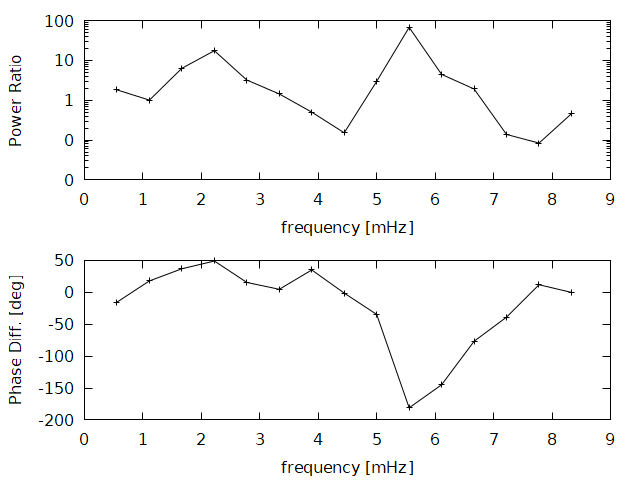 100
10
1
0
0
Power Ratio
0 1 2 3 4 5 6 7 8 9
frequency [mHz]
50
0
-50
-100
-150
-200
Phase Diff. [deg]
0 1 2 3 4 5 6 7 8 9
frequency [mHz]